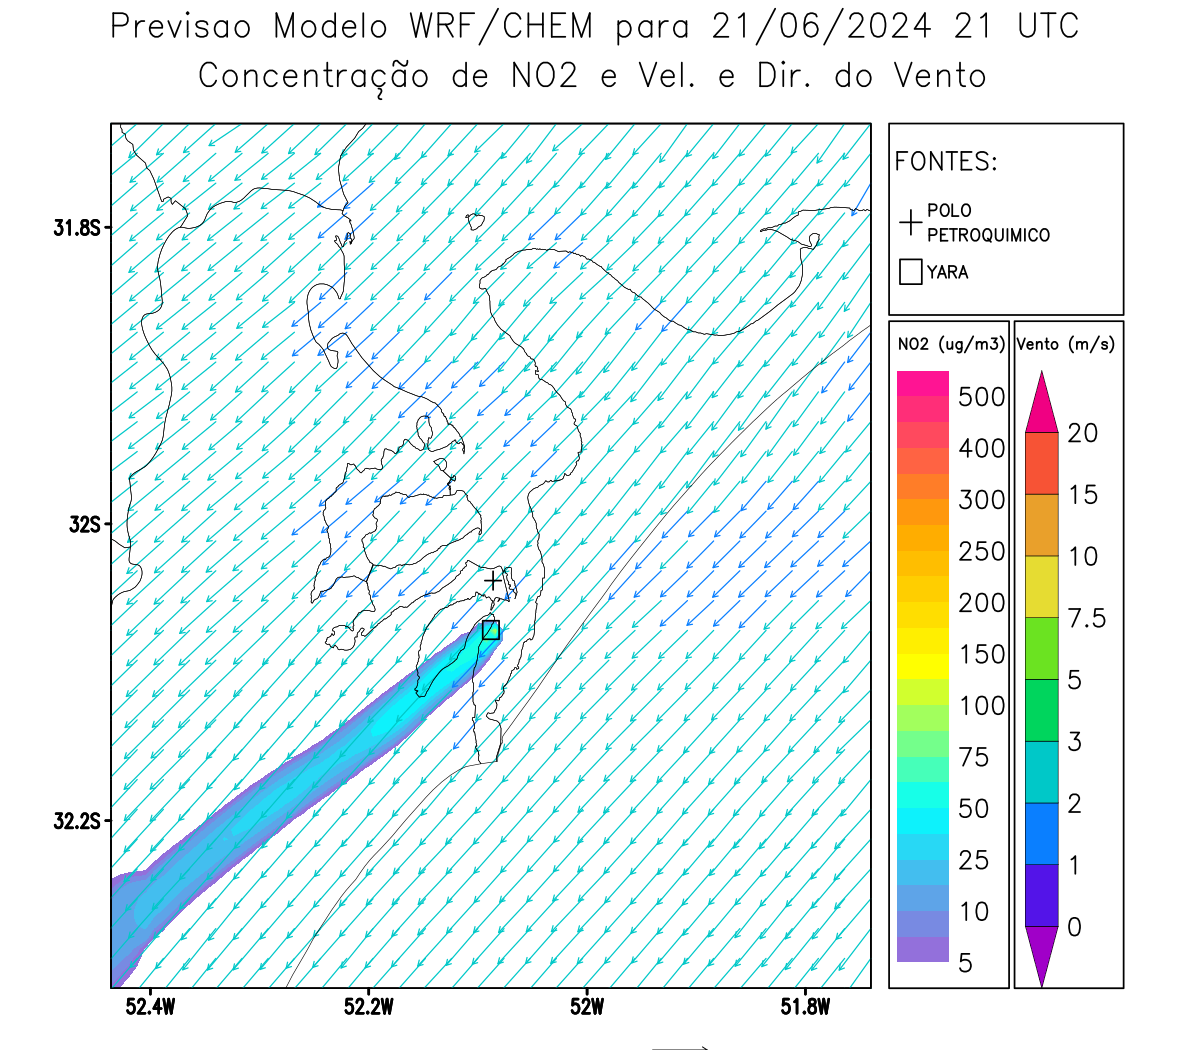 Previsao Modelo WRF/CHEM para 21/06/2024 21 UTC
Concentração de NO2 e Vel. e Dir. do Vento
FONTES:
POLO
PETROQUIMICO
YARA
NO2 (ug/m3)
500
400
300
250
200
150
100
75
50
25
10
5
Vento (m/s)
20
15
10
7.5
5
3
2
1
0
31.8S
32S
32.2S
52.4W
52.2W
52W
51.8W